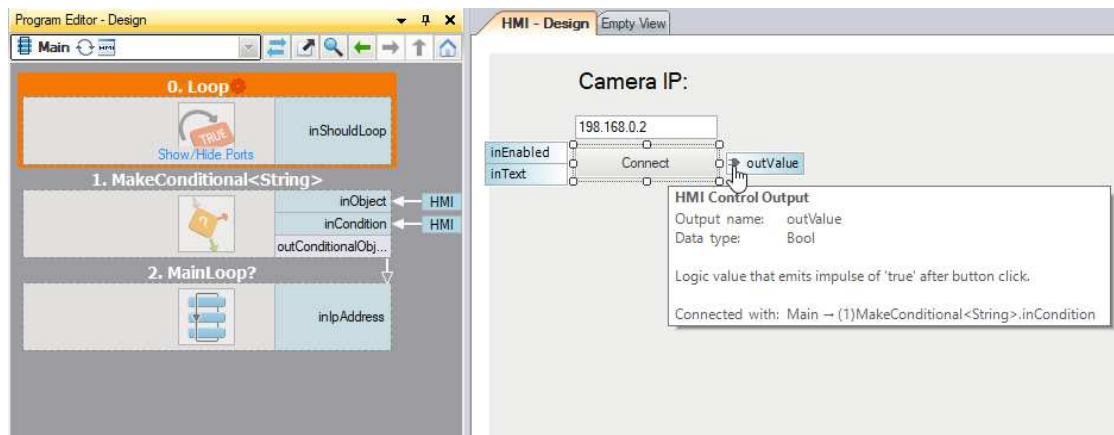 Program Editor - Design
Main
HMI
0. Loop
TRUE
inShouldLoop
Show/Hide Ports
1. MakeConditional<String>
?
inObject
HMI
inCondition
HMI
outConditionalObj...
2. MainLoop?
inIpAddress
HMI - Design
Empty View
Camera IP:
198.168.0.2
inEnabled
inText
Connect
outValue
HMI Control Output
Output name: outValue
Data type: Bool
Logic value that emits impulse of 'true' after button click.
Connected with: Main → (1)MakeConditional<String>.inCondition